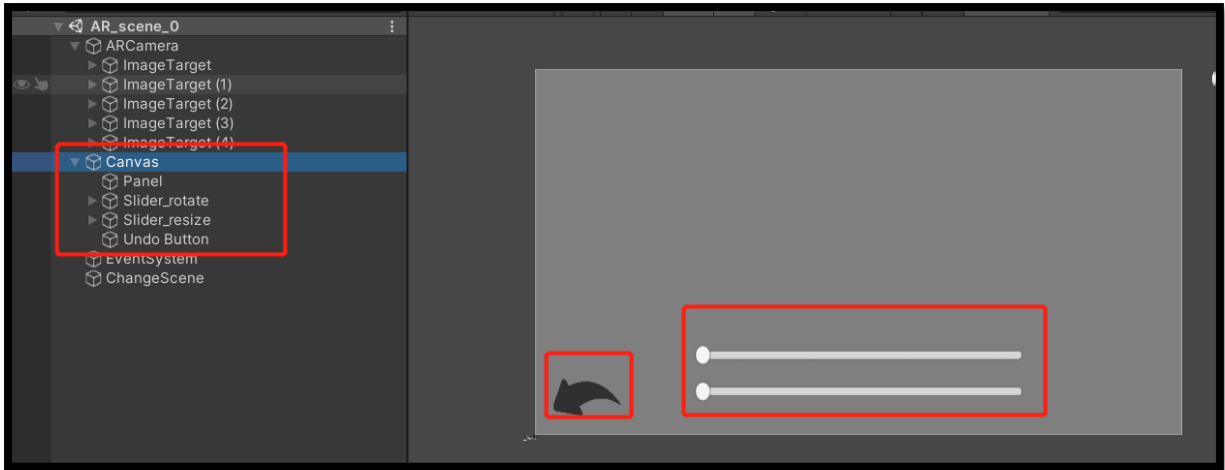 AR_scene_0
ARCamera
ImageTarget
ImageTarget (1)
ImageTarget (2)
ImageTarget (3)
ImageTarget (4)
Canvas
Panel
Slider_rotate
Slider_resize
Undo Button
EventSystem
ChangeScene